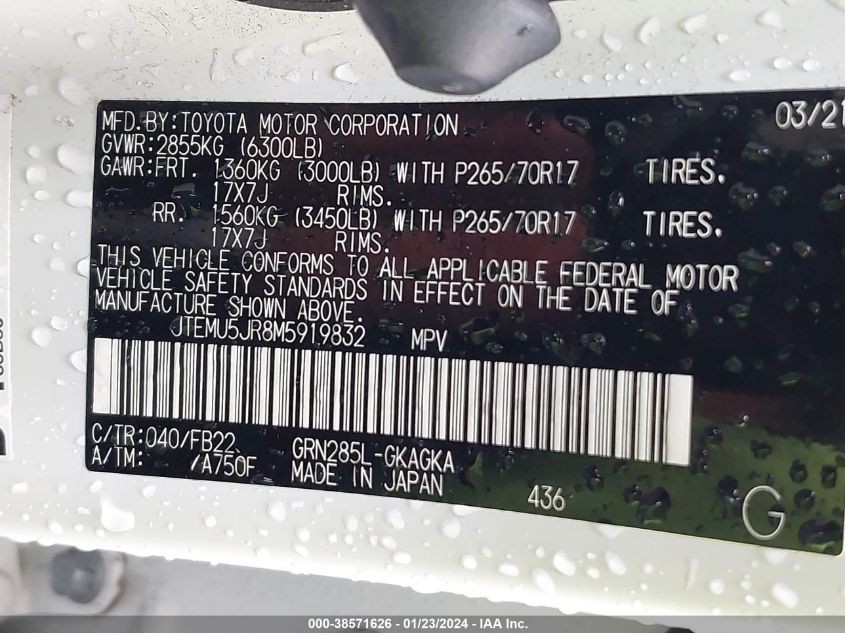 03/21
MFD.BY:TOYOTA MOTOR CORPORATION
GVWR:2855KG (6300LB)
GAWR:FRT. 1360KG (3000LB) WITH P265/70R17 TIRES.
17X7J RIMS.
RR. 1560KG (3450LB) WITH P265/70R17 TIRES.
17X7J RIMS.
THIS VEHICLE CONFORMS TO ALL APPLICABLE FEDERAL MOTOR
VEHICLE SAFETY STANDARDS IN EFFECT ON THE DATE OF
MANUFACTURE SHOWN ABOVE.
JTEMU5JR8M5919832 MPV
C/TR:040/FB22 GRN285L-GKAGKA
A/TM: /A750F MADE IN JAPAN
436 G
000-38571626 - 01/23/2024 - IAA Inc.